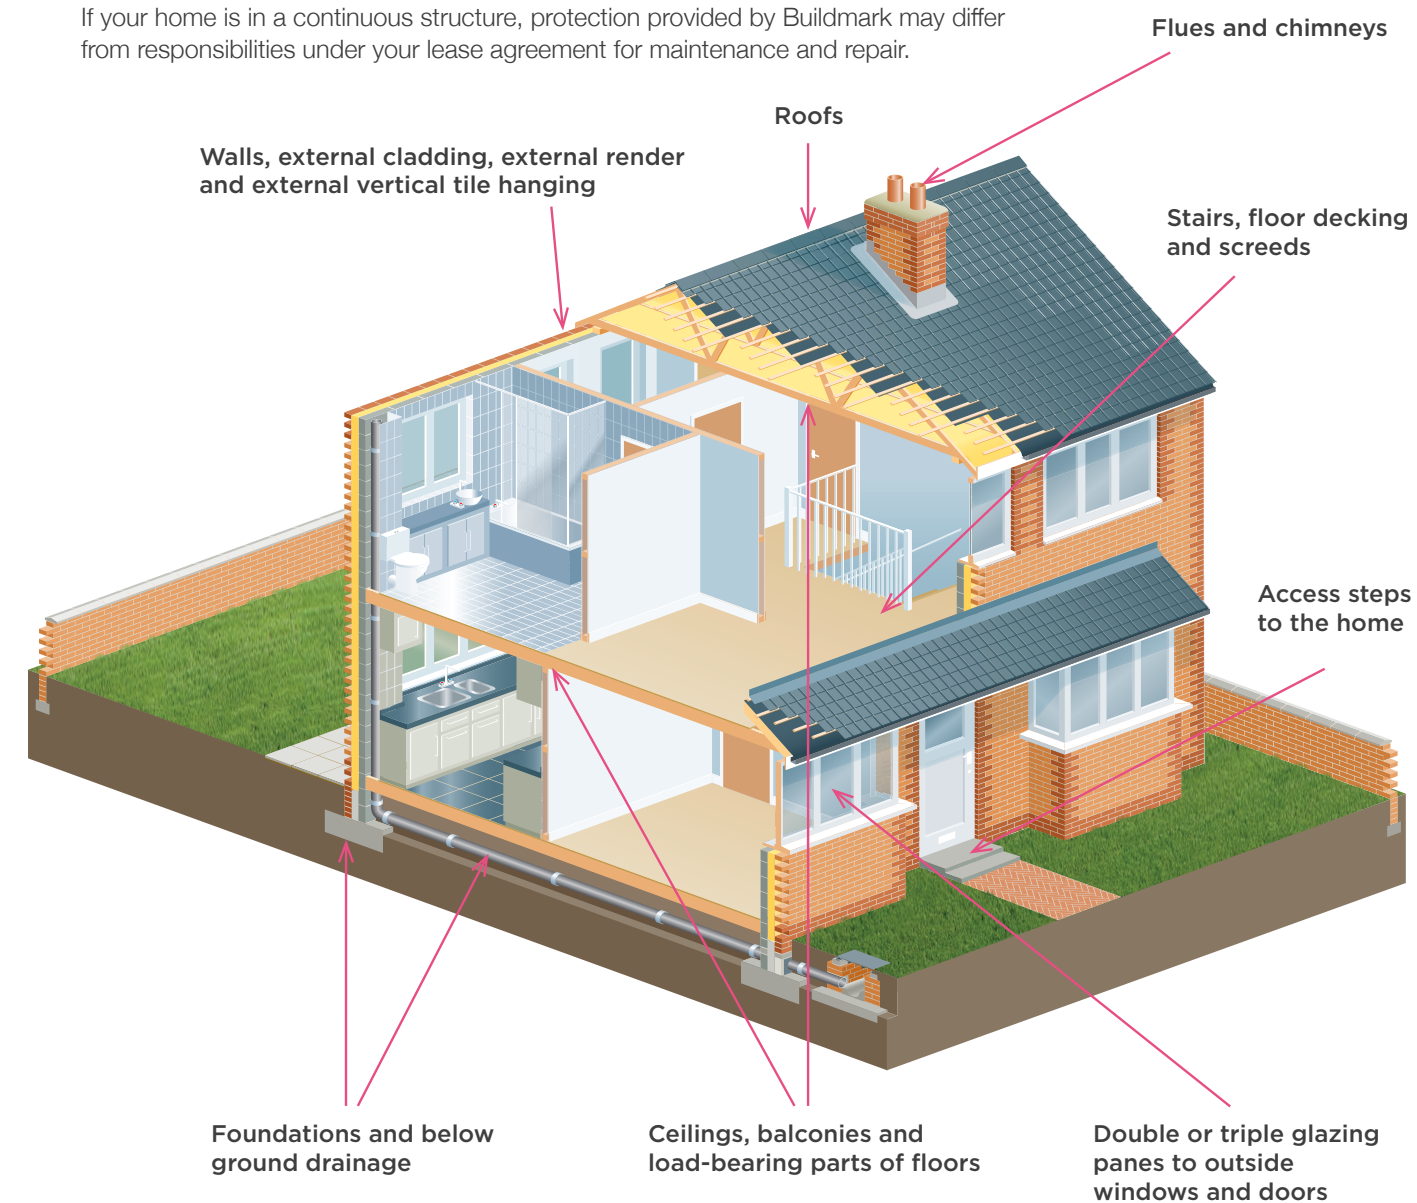 If your home is in a continuous structure, protection provided by Buildmark may differ
from responsibilities under your lease agreement for maintenance and repair.
Flues and chimneys
Roofs
Walls, external cladding, external render
and external vertical tile hanging
Stairs, floor decking
and screeds
Access steps
to the home
Foundations and below
ground drainage
Ceilings, balconies and
load-bearing parts of floors
Double or triple glazing
panes to outside
windows and doors